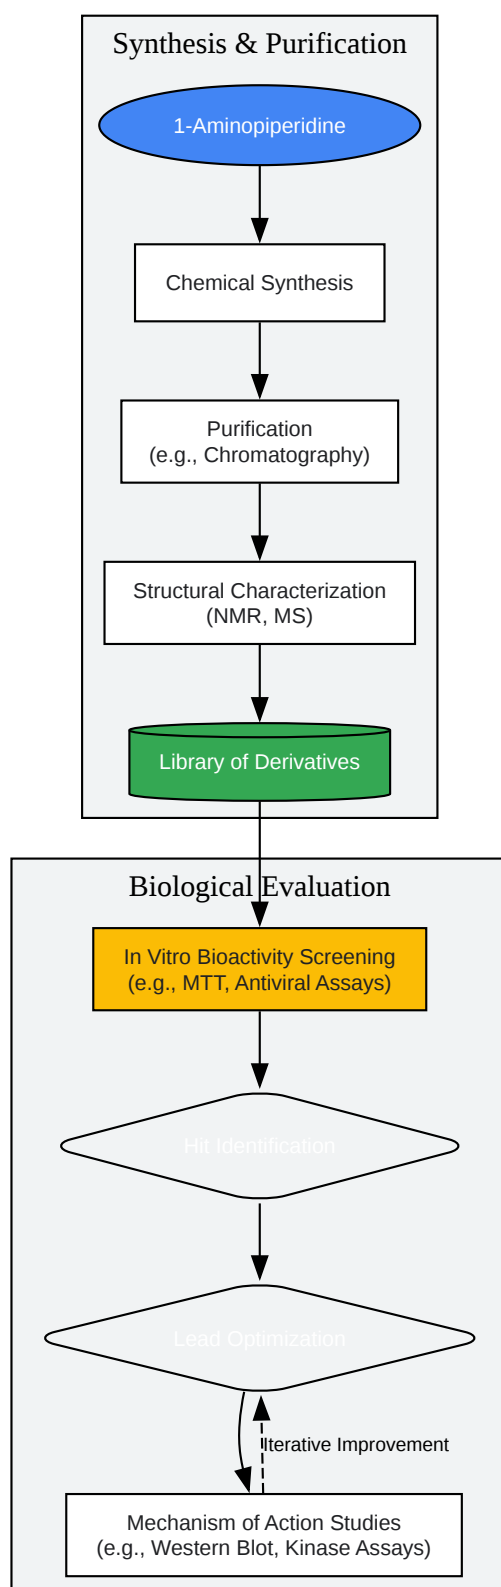 Synthesis & Purification
1-Aminopiperidine
Chemical Synthesis
Purification
(e.g., Chromatography)
Structural Characterization
(NMR, MS)
Library of Derivatives
Biological Evaluation
In Vitro Bioactivity Screening
(e.g., MTT, Antiviral Assays)
Hit Identification
Lead Optimization
Iterative Improvement
Mechanism of Action Studies
(e.g., Western Blot, Kinase Assays)